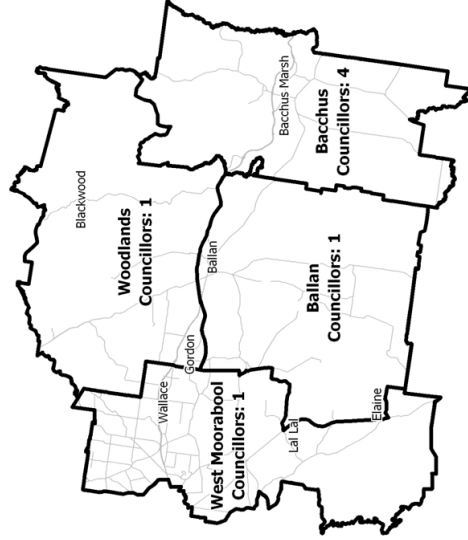 Blackwood
Woodlands
Councillors: 1
Bacchus Marsh
Bacchus
Councillors: 4
Wallace
Gordon
Ballan
West Moorabool
Councillors: 1
Ballan
Councillors: 1
Lal Lal
Elaine